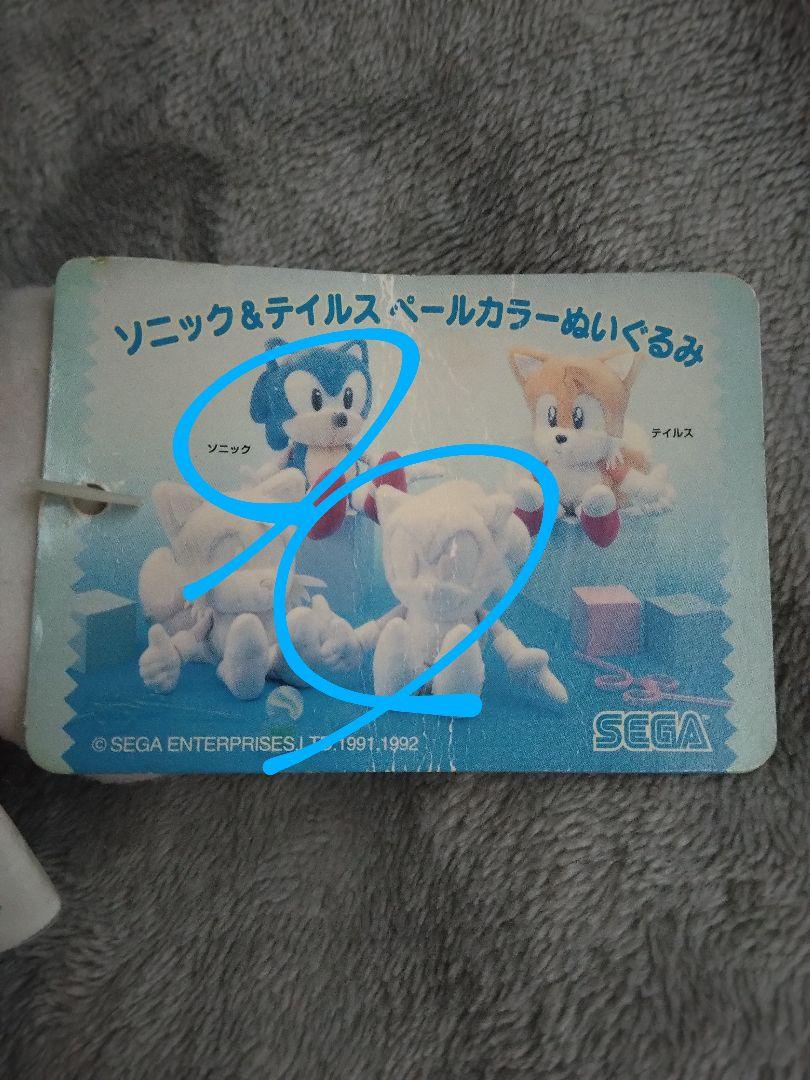 ソニック&テイルス ペールカラーぬいぐるみ
ソニック
テイルス
© SEGA ENTERPRISES.LTD.1991,1992
SEGA